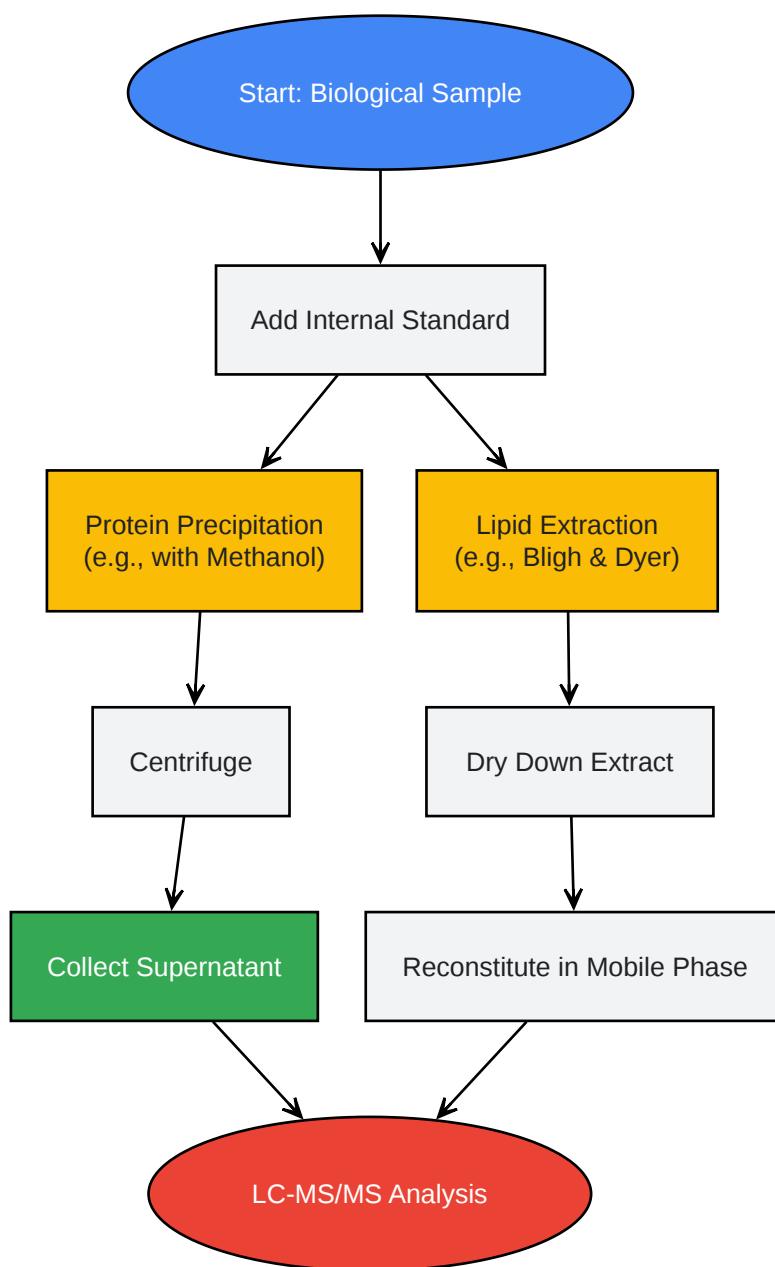 Start: Biological Sample
Add Internal Standard
Protein Precipitation
(e.g., with Methanol)
Lipid Extraction
(e.g., Bligh & Dyer)
Centrifuge
Dry Down Extract
Collect Supernatant
Reconstitute in Mobile Phase
LC-MS/MS Analysis